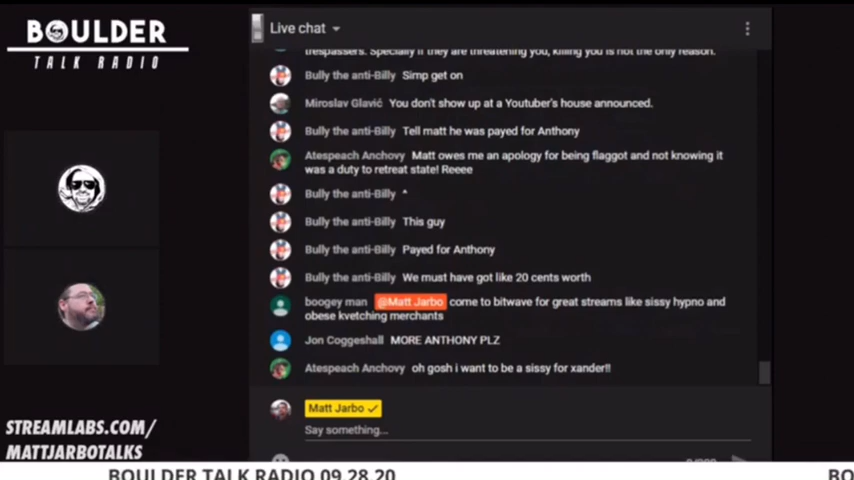 BOULDER
TALK RADIO
Live chat
trespassers. Specially if they are threatening you, killing you is not the only reason.
Bully the anti-Billy Simp get on
Miroslav Glavić You don't show up at a Youtuber's house announced.
Bully the anti-Billy Tell matt he was payed for Anthony
Atespeach Anchovy Matt owes me an apology for being flaggot and not knowing it
was a duty to retreat state! Reeee
Bully the anti-Billy *
Bully the anti-Billy This guy
Bully the anti-Billy Payed for Anthony
Bully the anti-Billy We must have got like 20 cents worth
boogey man @Matt Jarbo come to bitwave for great streams like sissy hypno and
obese kvetching merchants
Jon Coggeshall MORE ANTHONY PLZ
Atespeach Anchovy oh gosh i want to be a sissy for xander!!
Matt Jarbo
Say something...
STREAMLABS.COM/
MATTJARBOTALKS
BOULDER TALK RADIO 09.28.20
BO